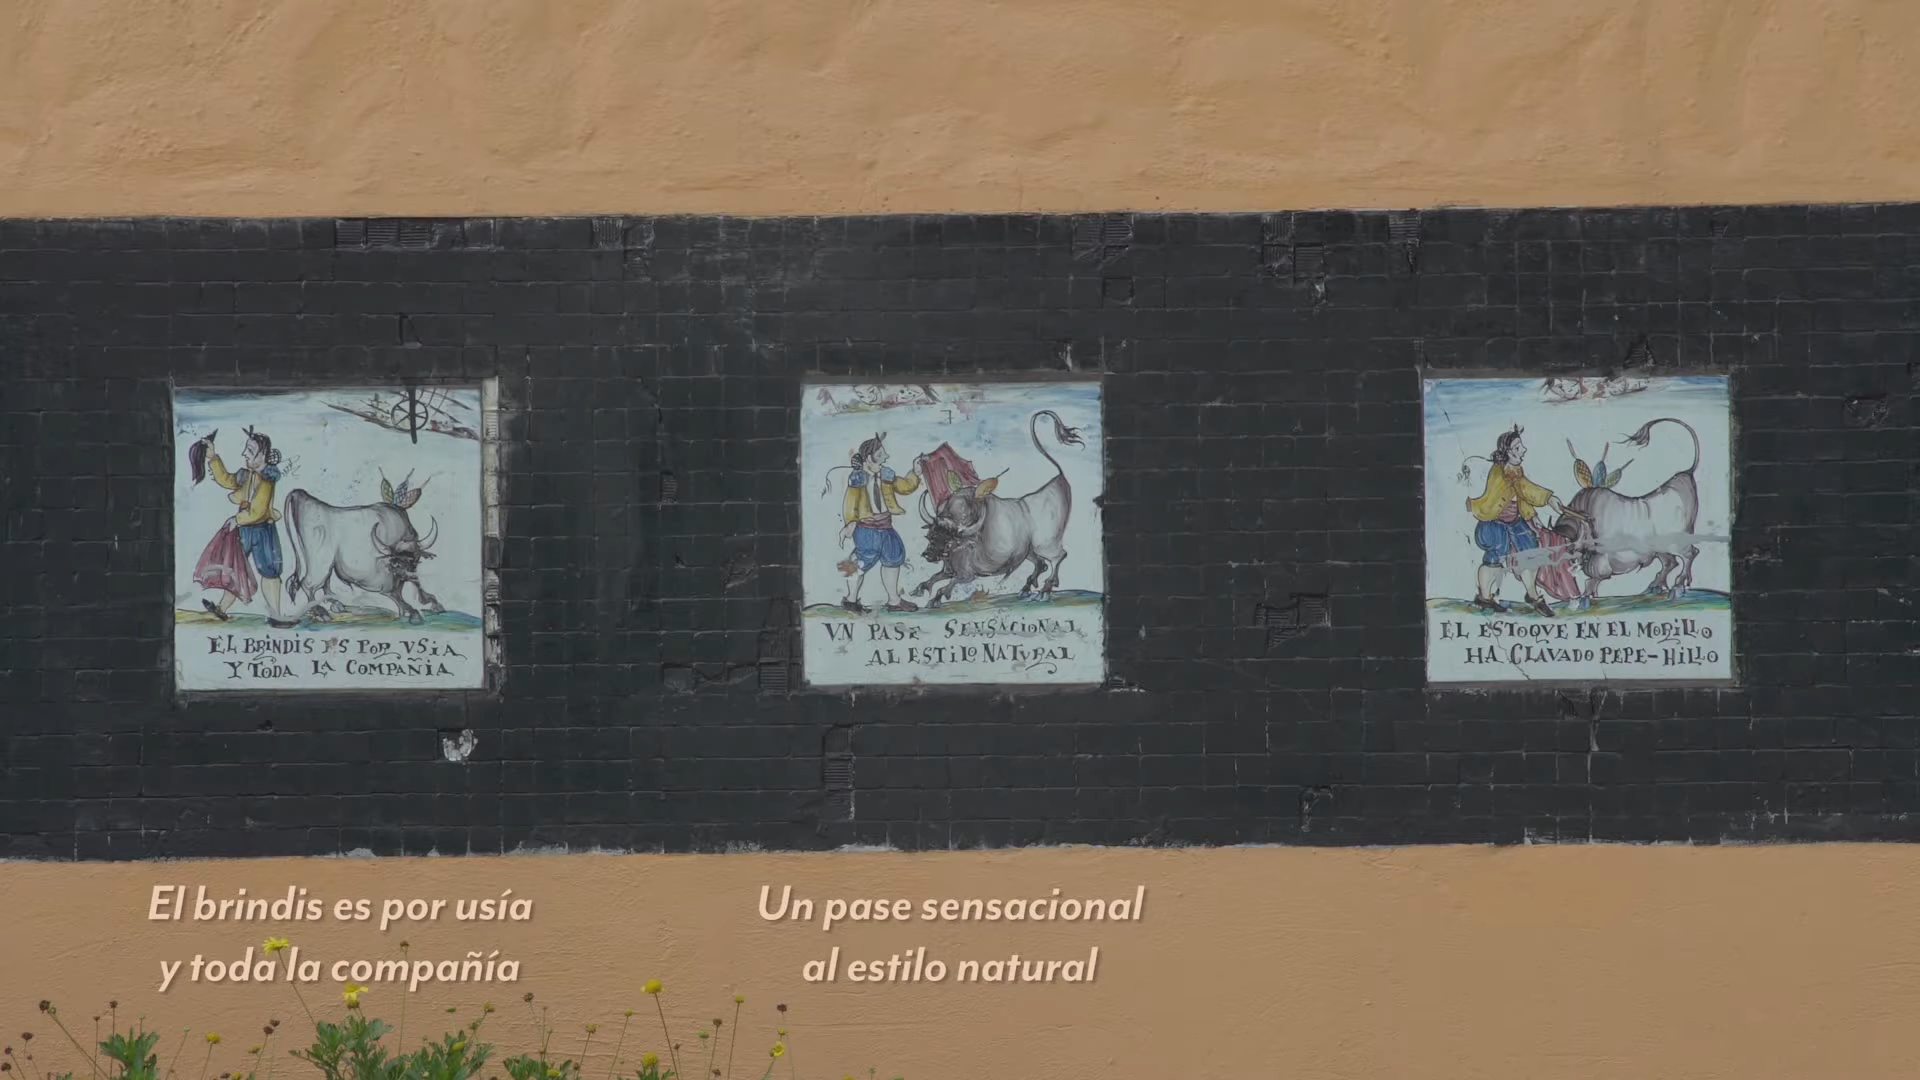 EL BRINDIS ES POR VSIA
Y TODA LA COMPAÑIA
VN PASE SENSACIONAL
AL ESTILO NATVRAL
EL ESTOQVE EN EL MORILLO
HA CLAVADO PEPE-HILLO
El brindis es por usía
y toda la compañía
Un pase sensacional
al estilo natural